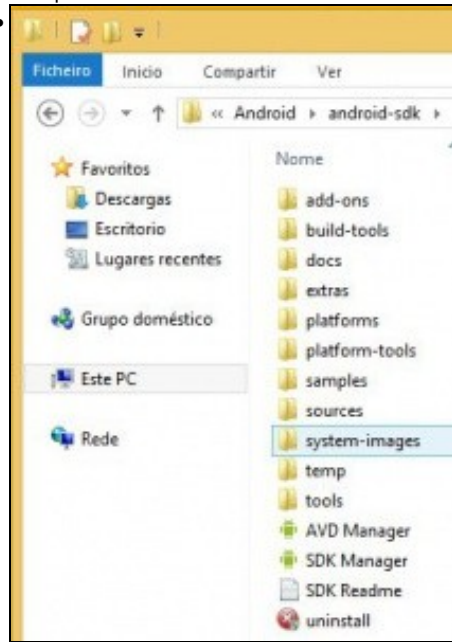 Ficheiro Inicio Compartir Ver
« Android android-sdk
Favoritos
Descargas
Escritorio
Lugares recentes
Grupo doméstico
Este PC
Rede
Nome
add-ons
build-tools
docs
extras
platforms
platform-tools
samples
sources
system-images
temp
tools
AVD Manager
SDK Manager
SDK Readme
uninstall